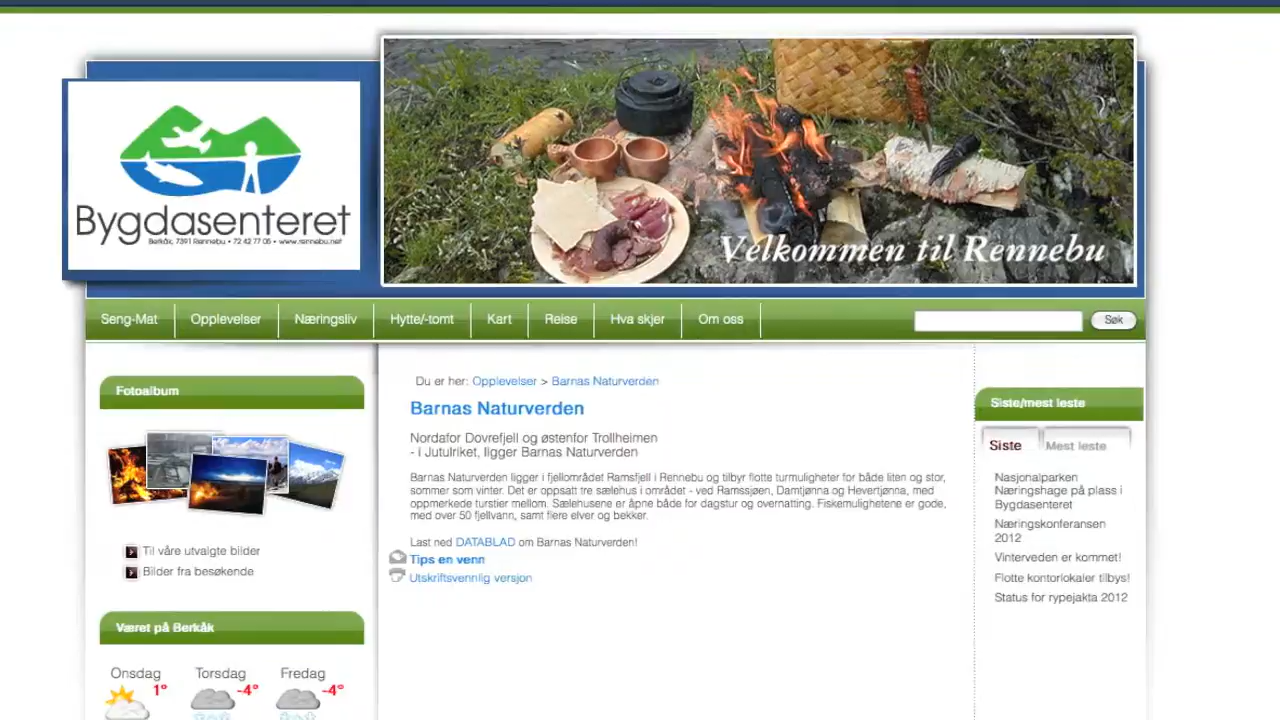 Bygdasenteret
Berkåk, 7391 Rennebu • 72 42 77 05 • www.rennebu.net
Velkommen til Rennebu
Seng-Mat
Opplevelser
Næringsliv
Hytte/-tomt
Kart
Reise
Hva skjer
Om oss
Søk
Fotoalbum
Til våre utvalgte bilder
Bilder fra besøkende
Været på Berkåk
Onsdag Torsdag Fredag
1° -4° -4°
Du er her: Opplevelser > Barnas Naturverden
Barnas Naturverden
Nordafor Dovrefjell og østenfor Trollheimen
- i Jutulriket, ligger Barnas Naturverden
Barnas Naturverden ligger i fjellområdet Ramsfjell i Rennebu og tilbyr flotte turmuligheter for både liten og stor,
sommer som vinter. Det er oppsatt tre sælehus i området - ved Ramssjøen, Damtjønna og Hevertjønna, med
oppmerkede turstier mellom. Sælehusene er åpne både for dagstur og overnatting. Fiskemulighetene er gode,
med over 50 fjellvann, samt flere elver og bekker.
Last ned DATABLAD om Barnas Naturverden!
Tips en venn
Utskriftsvennlig versjon
Siste/mest leste
Siste
Mest leste
Nasjonalparken
Næringshage på plass i
Bygdasenteret
Næringskonferansen
2012
Vinterveden er kommet!
Flotte kontorlokaler tilbys!
Status for rypejakta 2012